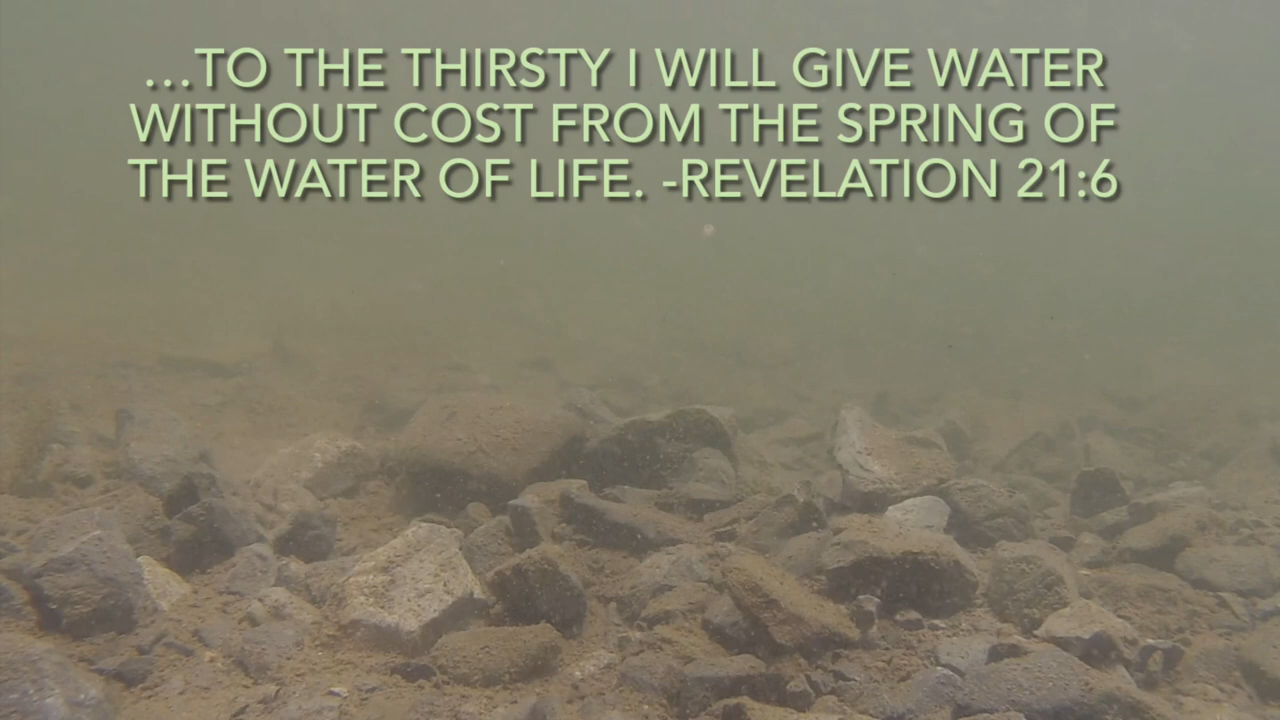 …TO THE THIRSTY I WILL GIVE WATER
WITHOUT COST FROM THE SPRING OF
THE WATER OF LIFE. -REVELATION 21:6